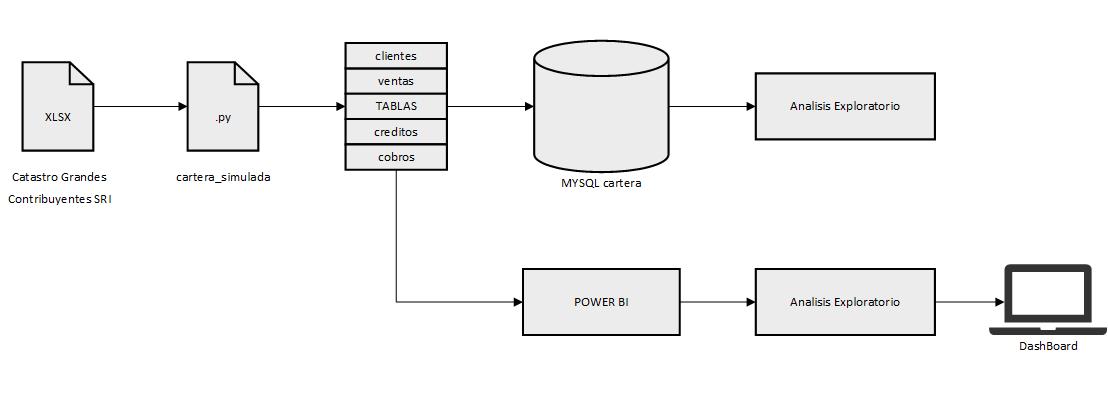 XLSX
Catastro Grandes
Contribuyentes SRI
.py
cartera_simulada
clientes
ventas
TABLAS
creditos
cobros
MYSQL cartera
Analisis Exploratorio
POWER BI
Analisis Exploratorio
DashBoard